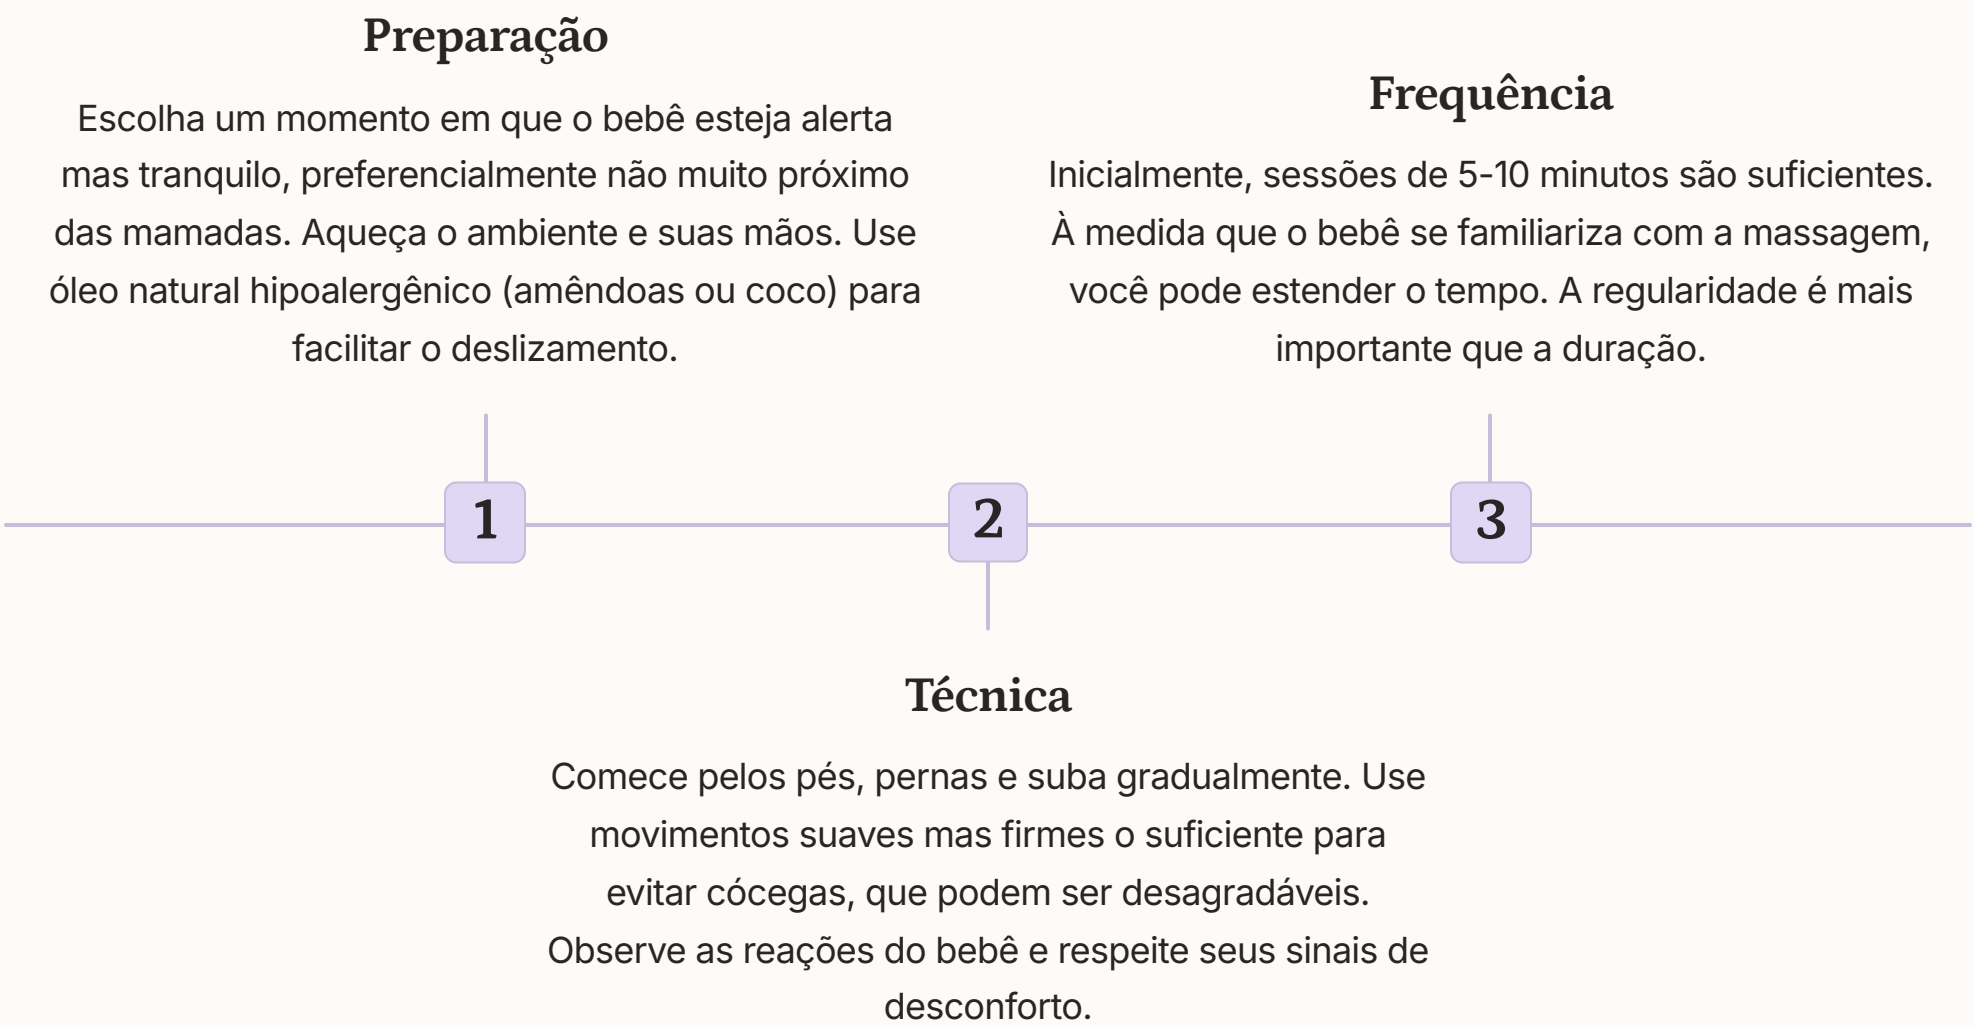 Preparação
Escolha um momento em que o bebê esteja alerta
mas tranquilo, preferencialmente não muito próximo
das mamadas. Aqueça o ambiente e suas mãos. Use
óleo natural hipoalergênico (amêndoas ou coco) para
facilitar o deslizamento.
1
2
Técnica
Comece pelos pés, pernas e suba gradualmente. Use
movimentos suaves mas firmes o suficiente para
evitar cócegas, que podem ser desagradáveis.
Observe as reações do bebê e respeite seus sinais de
desconforto.
Frequência
Inicialmente, sessões de 5-10 minutos são suficientes.
À medida que o bebê se familiariza com a massagem,
você pode estender o tempo. A regularidade é mais
importante que a duração.
3